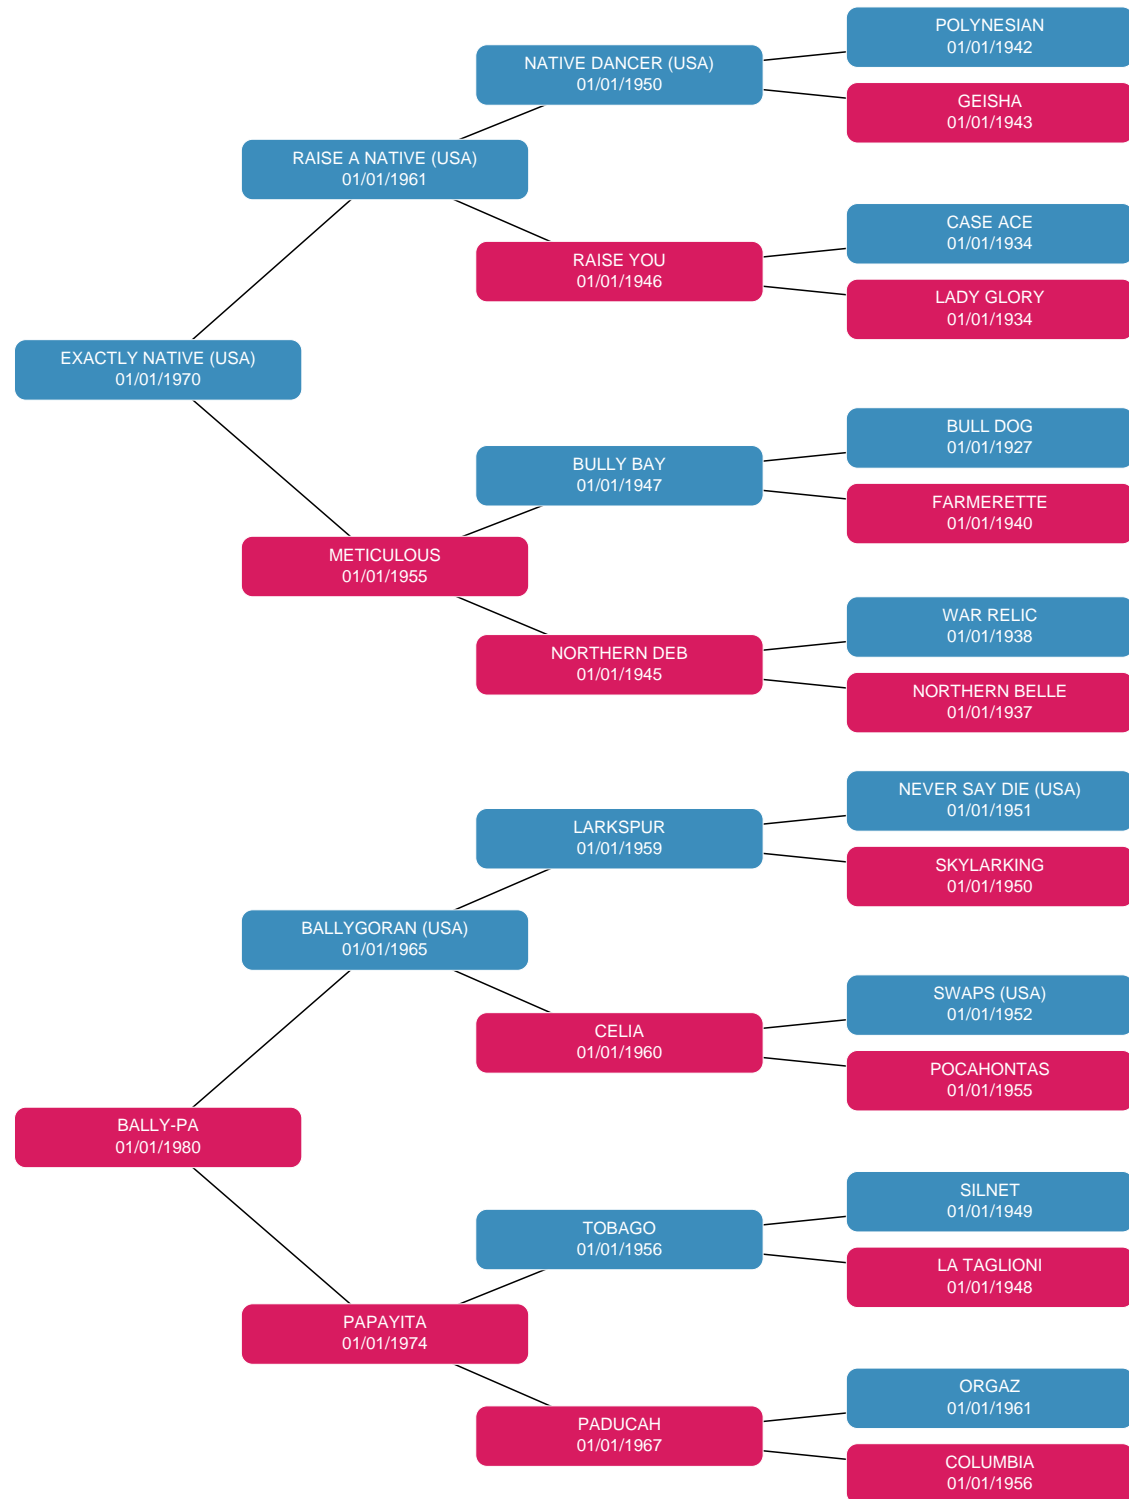 POLYNESIAN
01/01/1942
NATIVE DANCER (USA)
01/01/1950
GEISHA
01/01/1943
RAISE A NATIVE (USA)
01/01/1961
CASE ACE
01/01/1934
RAISE YOU
01/01/1946
LADY GLORY
01/01/1934
EXACTLY NATIVE (USA)
01/01/1970
BULL DOG
01/01/1927
BULLY BAY
01/01/1947
FARMERETTE
01/01/1940
METICULOUS
01/01/1955
WAR RELIC
01/01/1938
NORTHERN DEB
01/01/1945
NORTHERN BELLE
01/01/1937
NEVER SAY DIE (USA)
01/01/1951
LARKSPUR
01/01/1959
SKYLARKING
01/01/1950
BALLYGORAN (USA)
01/01/1965
SWAPS (USA)
01/01/1952
CELIA
01/01/1960
POCAHONTAS
01/01/1955
BALLY-PA
01/01/1980
SILNET
01/01/1949
TOBAGO
01/01/1956
LA TAGLIONI
01/01/1948
PAPAYITA
01/01/1974
ORGAZ
01/01/1961
PADUCAH
01/01/1967
COLUMBIA
01/01/1956